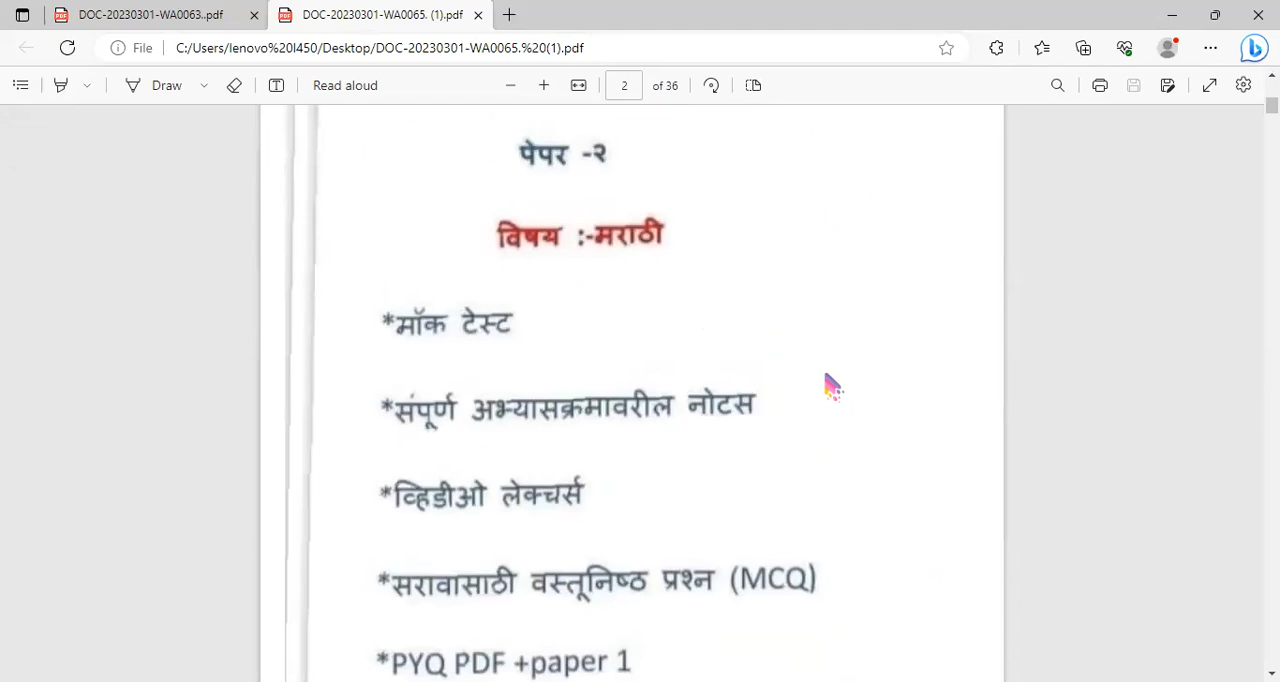 DOC-20230301-WA0063..pdf
DOC-20230301-WA0065. (1).pdf
File
C:/Users/lenovo%20l450/Desktop/DOC-20230301-WA0065.%20(1).pdf
Draw
Read aloud
2
of 36
पेपर -२
विषय :-मराठी
*मॉक टेस्ट
*संपूर्ण अभ्यासक्रमावरील नोटस
*व्हिडीओ लेक्चर्स
*सरावासाठी वस्तूनिष्ठ प्रश्न (MCQ)
*PYQ PDF +paper 1